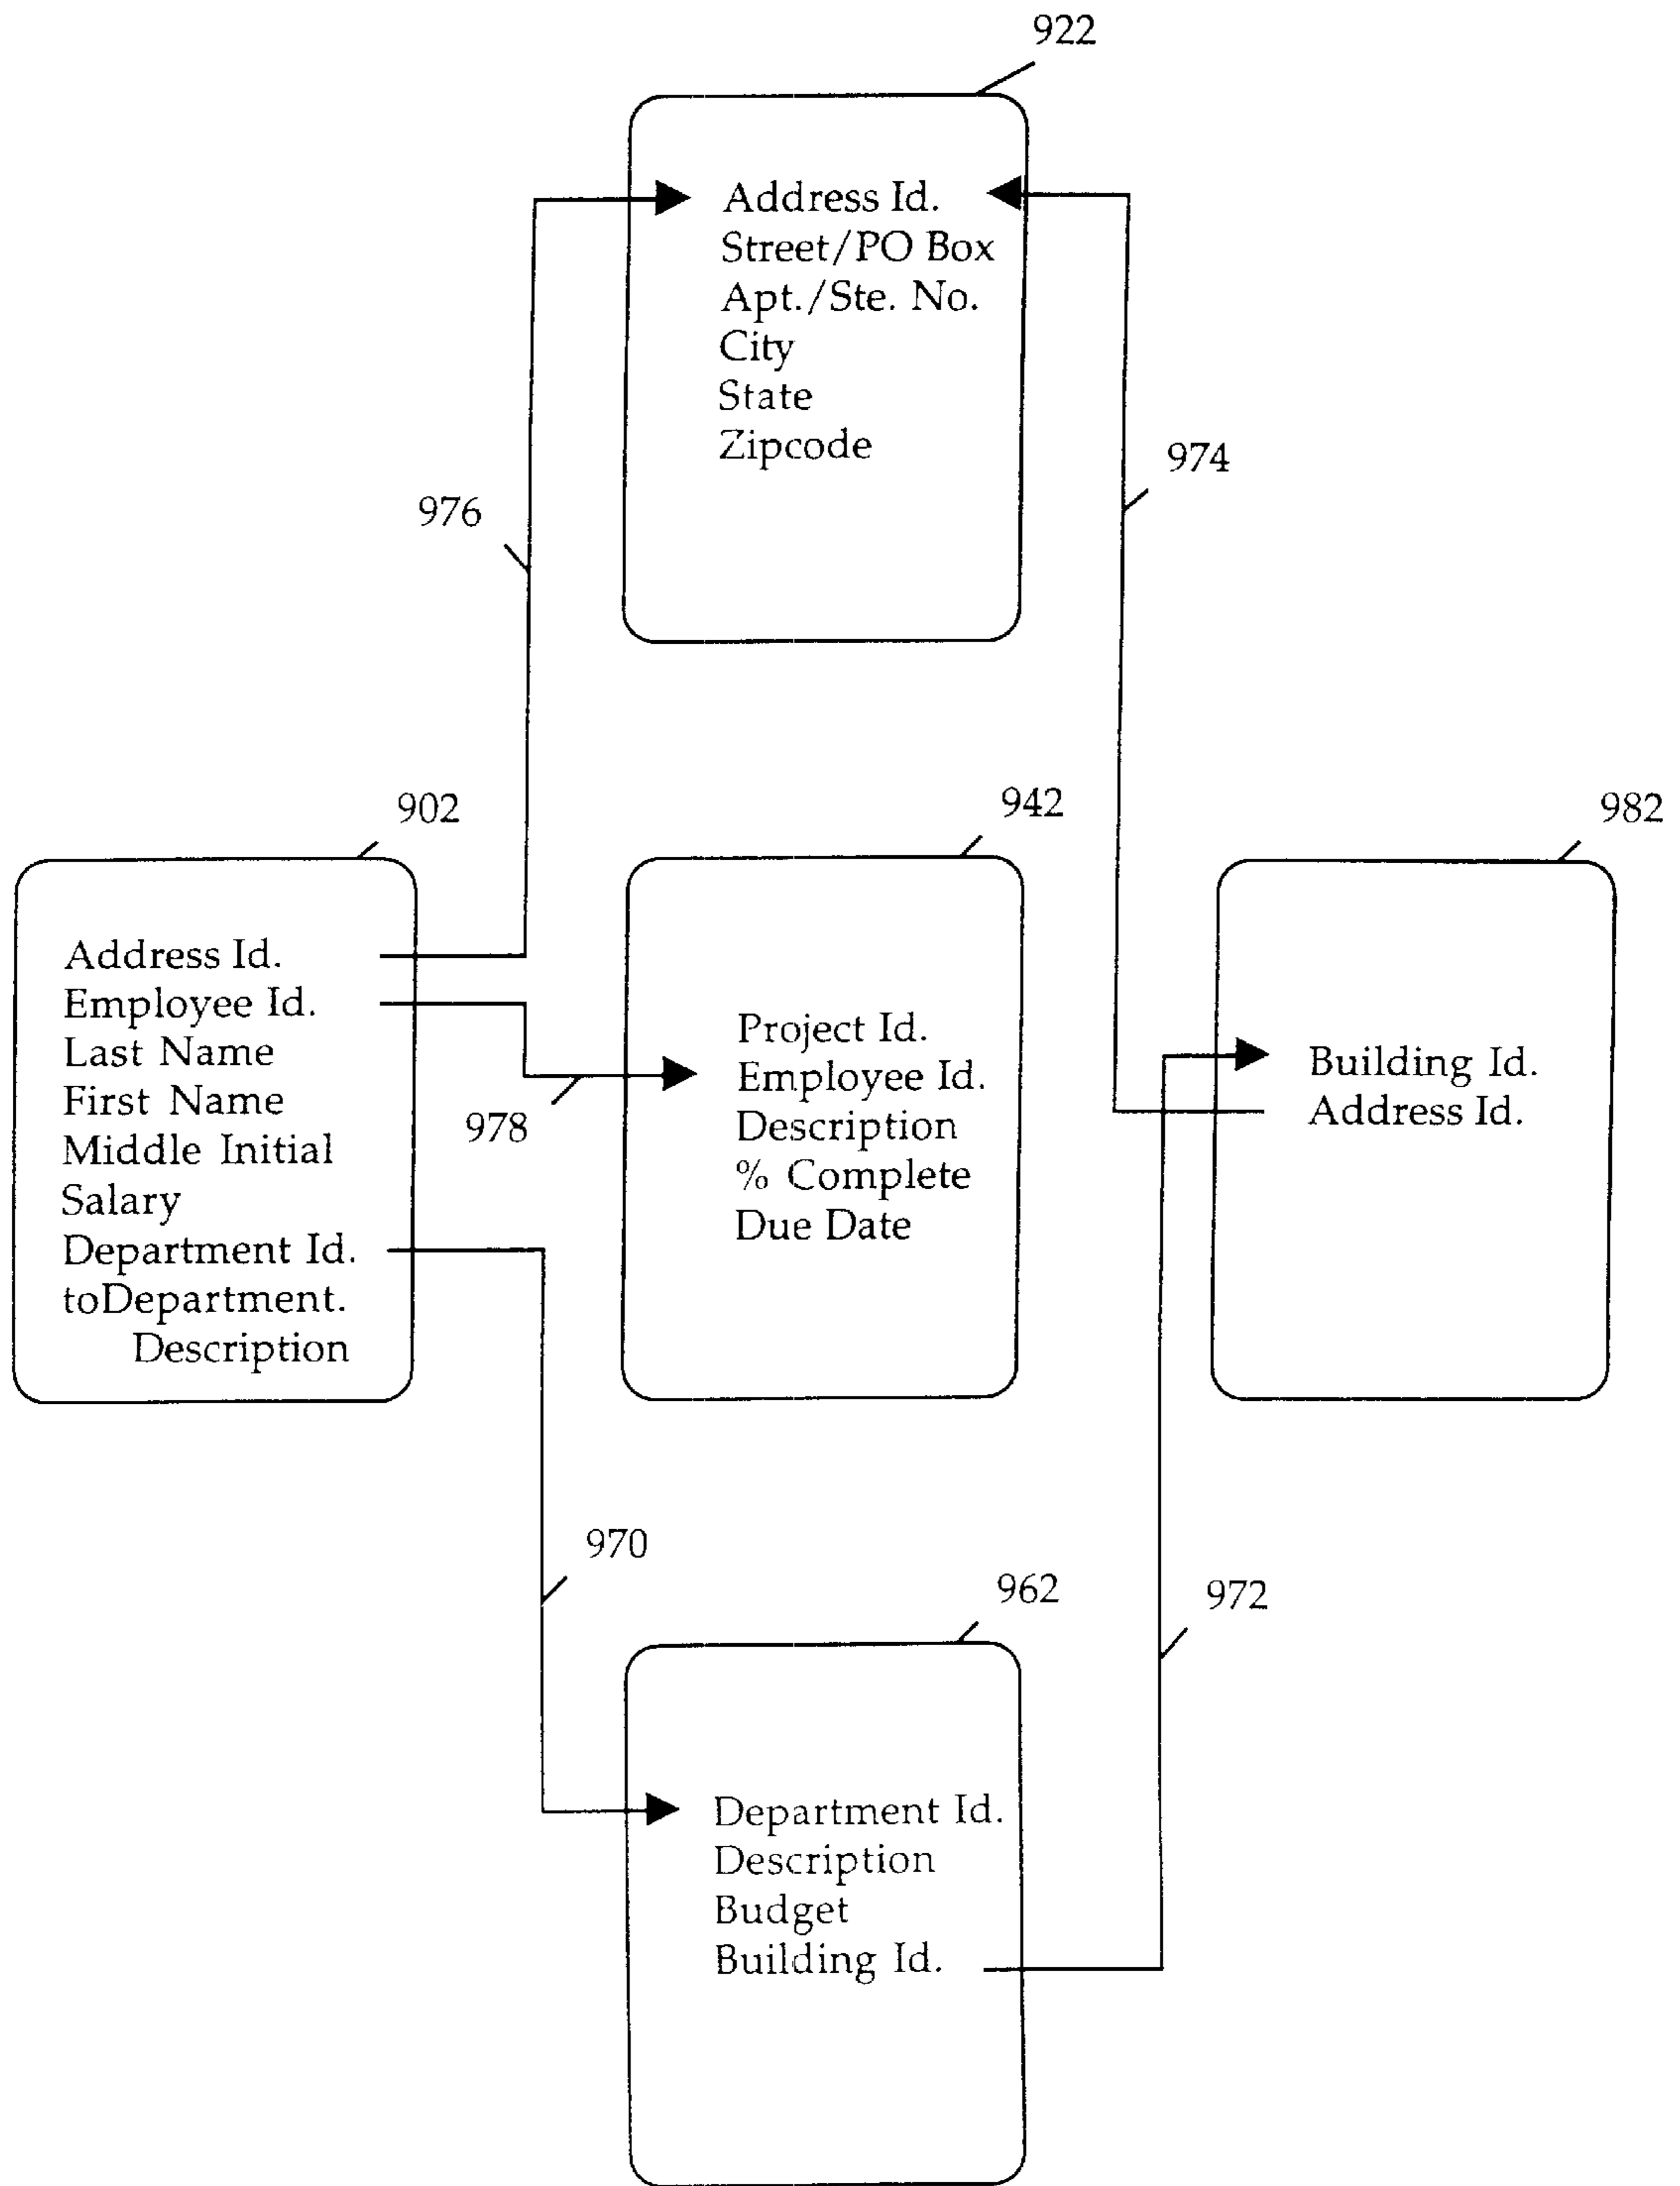 922
Address Id.
Street/PO Box
Apt./Ste. No.
City
State
Zipcode
976
974
902
Address Id.
Employee Id.
Last Name
First Name
Middle Initial
Salary
Department Id.
toDepartment.
Description
978
942
Project Id.
Employee Id.
Description
% Complete
Due Date
982
Building Id.
Address Id.
970
972
962
Department Id.
Description
Budget
Building Id.